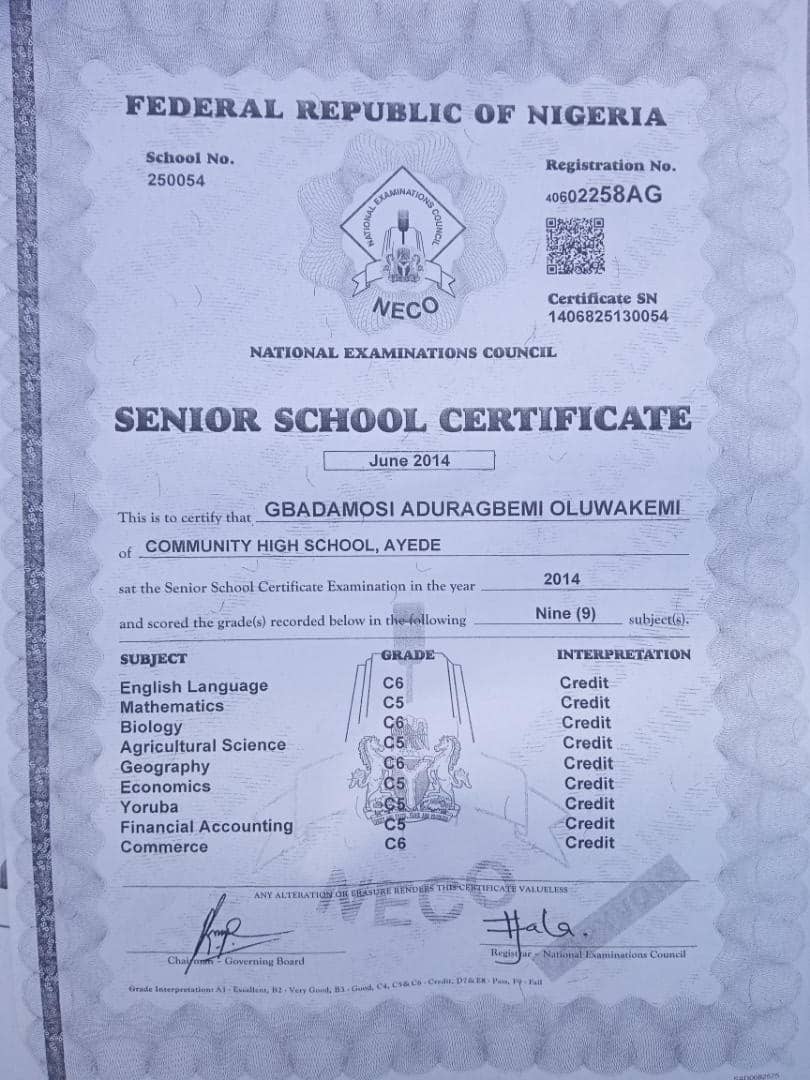 FEDERAL REPUBLIC OF NIGERIA
School No.
250054
Registration No.
40602258AG
NATIONAL EXAMINATIONS COUNCIL
NECO
Certificate SN
1406825130054
NATIONAL EXAMINATIONS COUNCIL
SENIOR SCHOOL CERTIFICATE
June 2014
This is to certify that GBADAMOSI ADURAGBEMI OLUWAKEMI
of COMMUNITY HIGH SCHOOL, AYEDE
sat the Senior School Certificate Examination in the year 2014
and scored the grade(s) recorded below in the following Nine (9) subject(s).
SUBJECT GRADE INTERPRETATION
English Language C6 Credit
Mathematics C5 Credit
Biology C6 Credit
Agricultural Science C5 Credit
Geography C6 Credit
Economics C5 Credit
Yoruba C5 Credit
Financial Accounting C5 Credit
Commerce C6 Credit
NECO
ANY ALTERATION OR ERASURE RENDERS THIS CERTIFICATE VALUELESS
Chairman - Governing Board
Registrar - National Examinations Council
Grade Interpretation: A1 - Excellent, B2 - Very Good, B3 - Good, C4, C5 & C6 - Credit, D7 & E8 - Pass, F9 - Fail